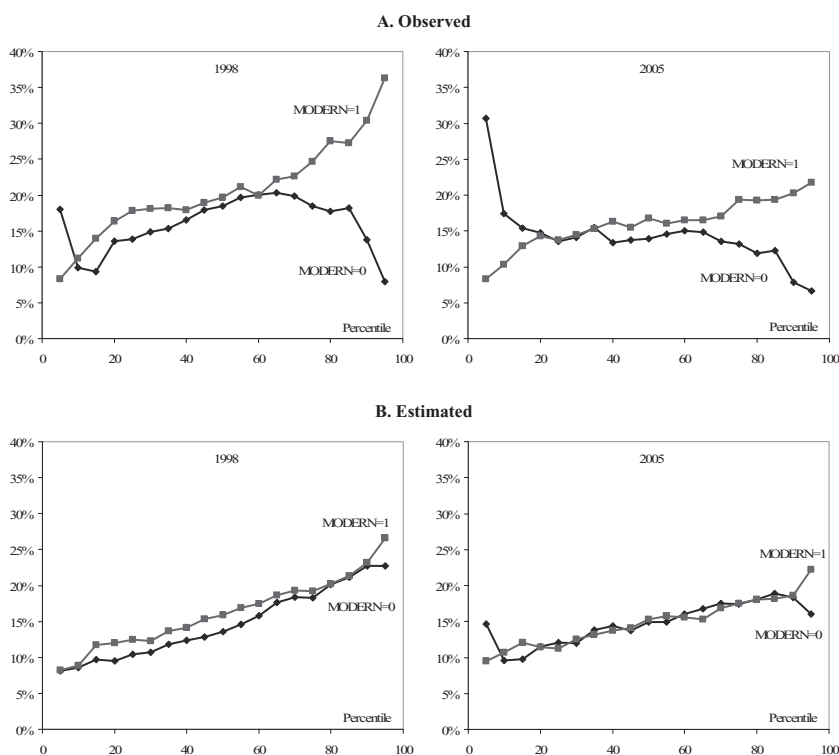 A. Observed
40%
35%
30%
25%
20%
15%
10%
5%
0%
1998
MODERN=1
MODERN=0
Percentile
0 20 40 60 80 100
40%
35%
30%
25%
20%
15%
10%
5%
0%
2005
MODERN=1
MODERN=0
Percentile
0 20 40 60 80 100
B. Estimated
40%
35%
30%
25%
20%
15%
10%
5%
0%
1998
MODERN=1
MODERN=0
Percentile
0 20 40 60 80 100
40%
35%
30%
25%
20%
15%
10%
5%
0%
2005
MODERN=1
MODERN=0
Percentile
0 20 40 60 80 100